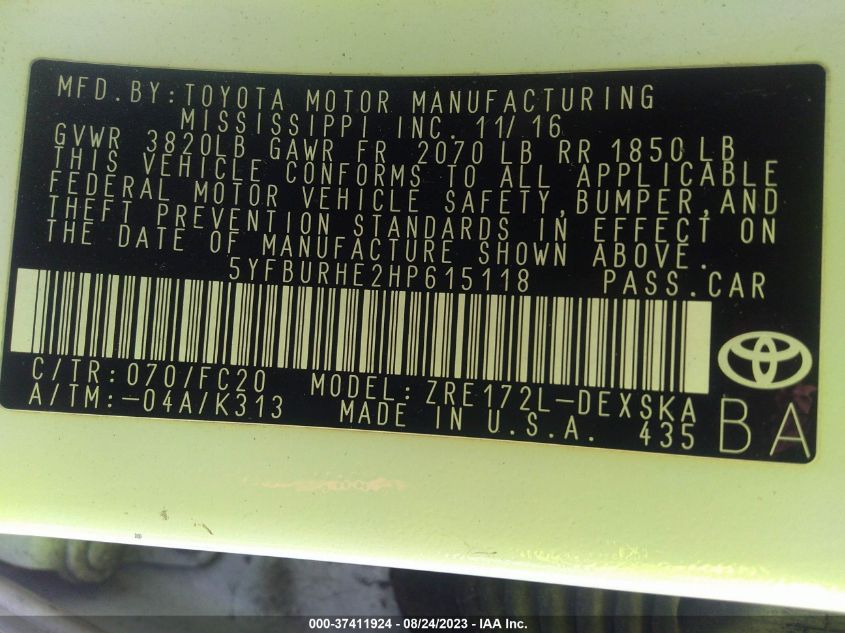 MFD.BY:TOYOTA MOTOR MANUFACTURING
MISSISSIPPI INC. 11/16
GVWR 3820LB GAWR FR 2070LB RR 1850LB
THIS VEHICLE CONFORMS TO ALL APPLICABLE
FEDERAL MOTOR VEHICLE SAFETY,BUMPER,AND
THEFT PREVENTION STANDARDS IN EFFECT ON
THE DATE OF MANUFACTURE SHOWN ABOVE.
5YFBURHE2HP615118 PASS.CAR
C/TR:070/FC20 MODEL:ZRE172L-DEXSKA
A/TM:-04A/K313 MADE IN U.S.A. 435
BA
000-37411924 - 08/24/2023 - IAA Inc.